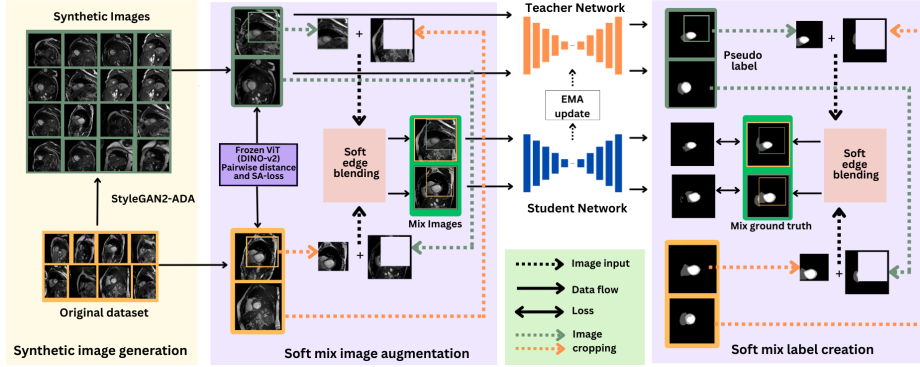 Synthetic Images
StyleGAN2-ADA
Original dataset
Synthetic image generation
+
Frozen ViT
(DINO-v2)
Pairwise distance
and SA-loss
Soft
edge
blending
Mix Images
+
Soft mix image augmentation
Teacher Network
EMA
update
Student Network
Image input
Data flow
Loss
Image
cropping
Pseudo
label
+
Soft
edge
blending
Mix ground truth
+
Soft mix label creation